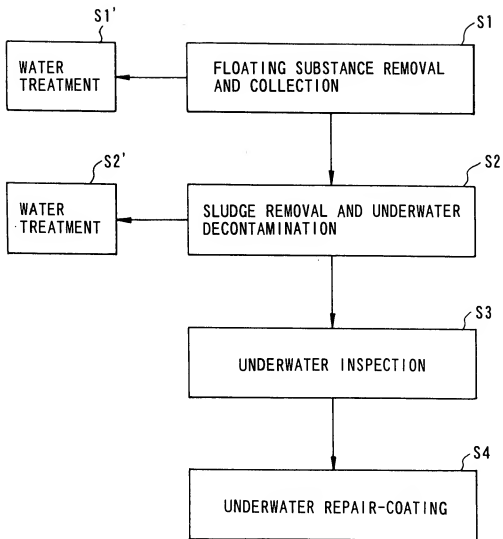 S1'
S1
WATER
TREATMENT
FLOATING SUBSTANCE REMOVAL
AND COLLECTION
S2'
S2
WATER
TREATMENT
SLUDGE REMOVAL AND UNDERWATER
DECONTAMINATION
S3
UNDERWATER INSPECTION
S4
UNDERWATER REPAIR-COATING